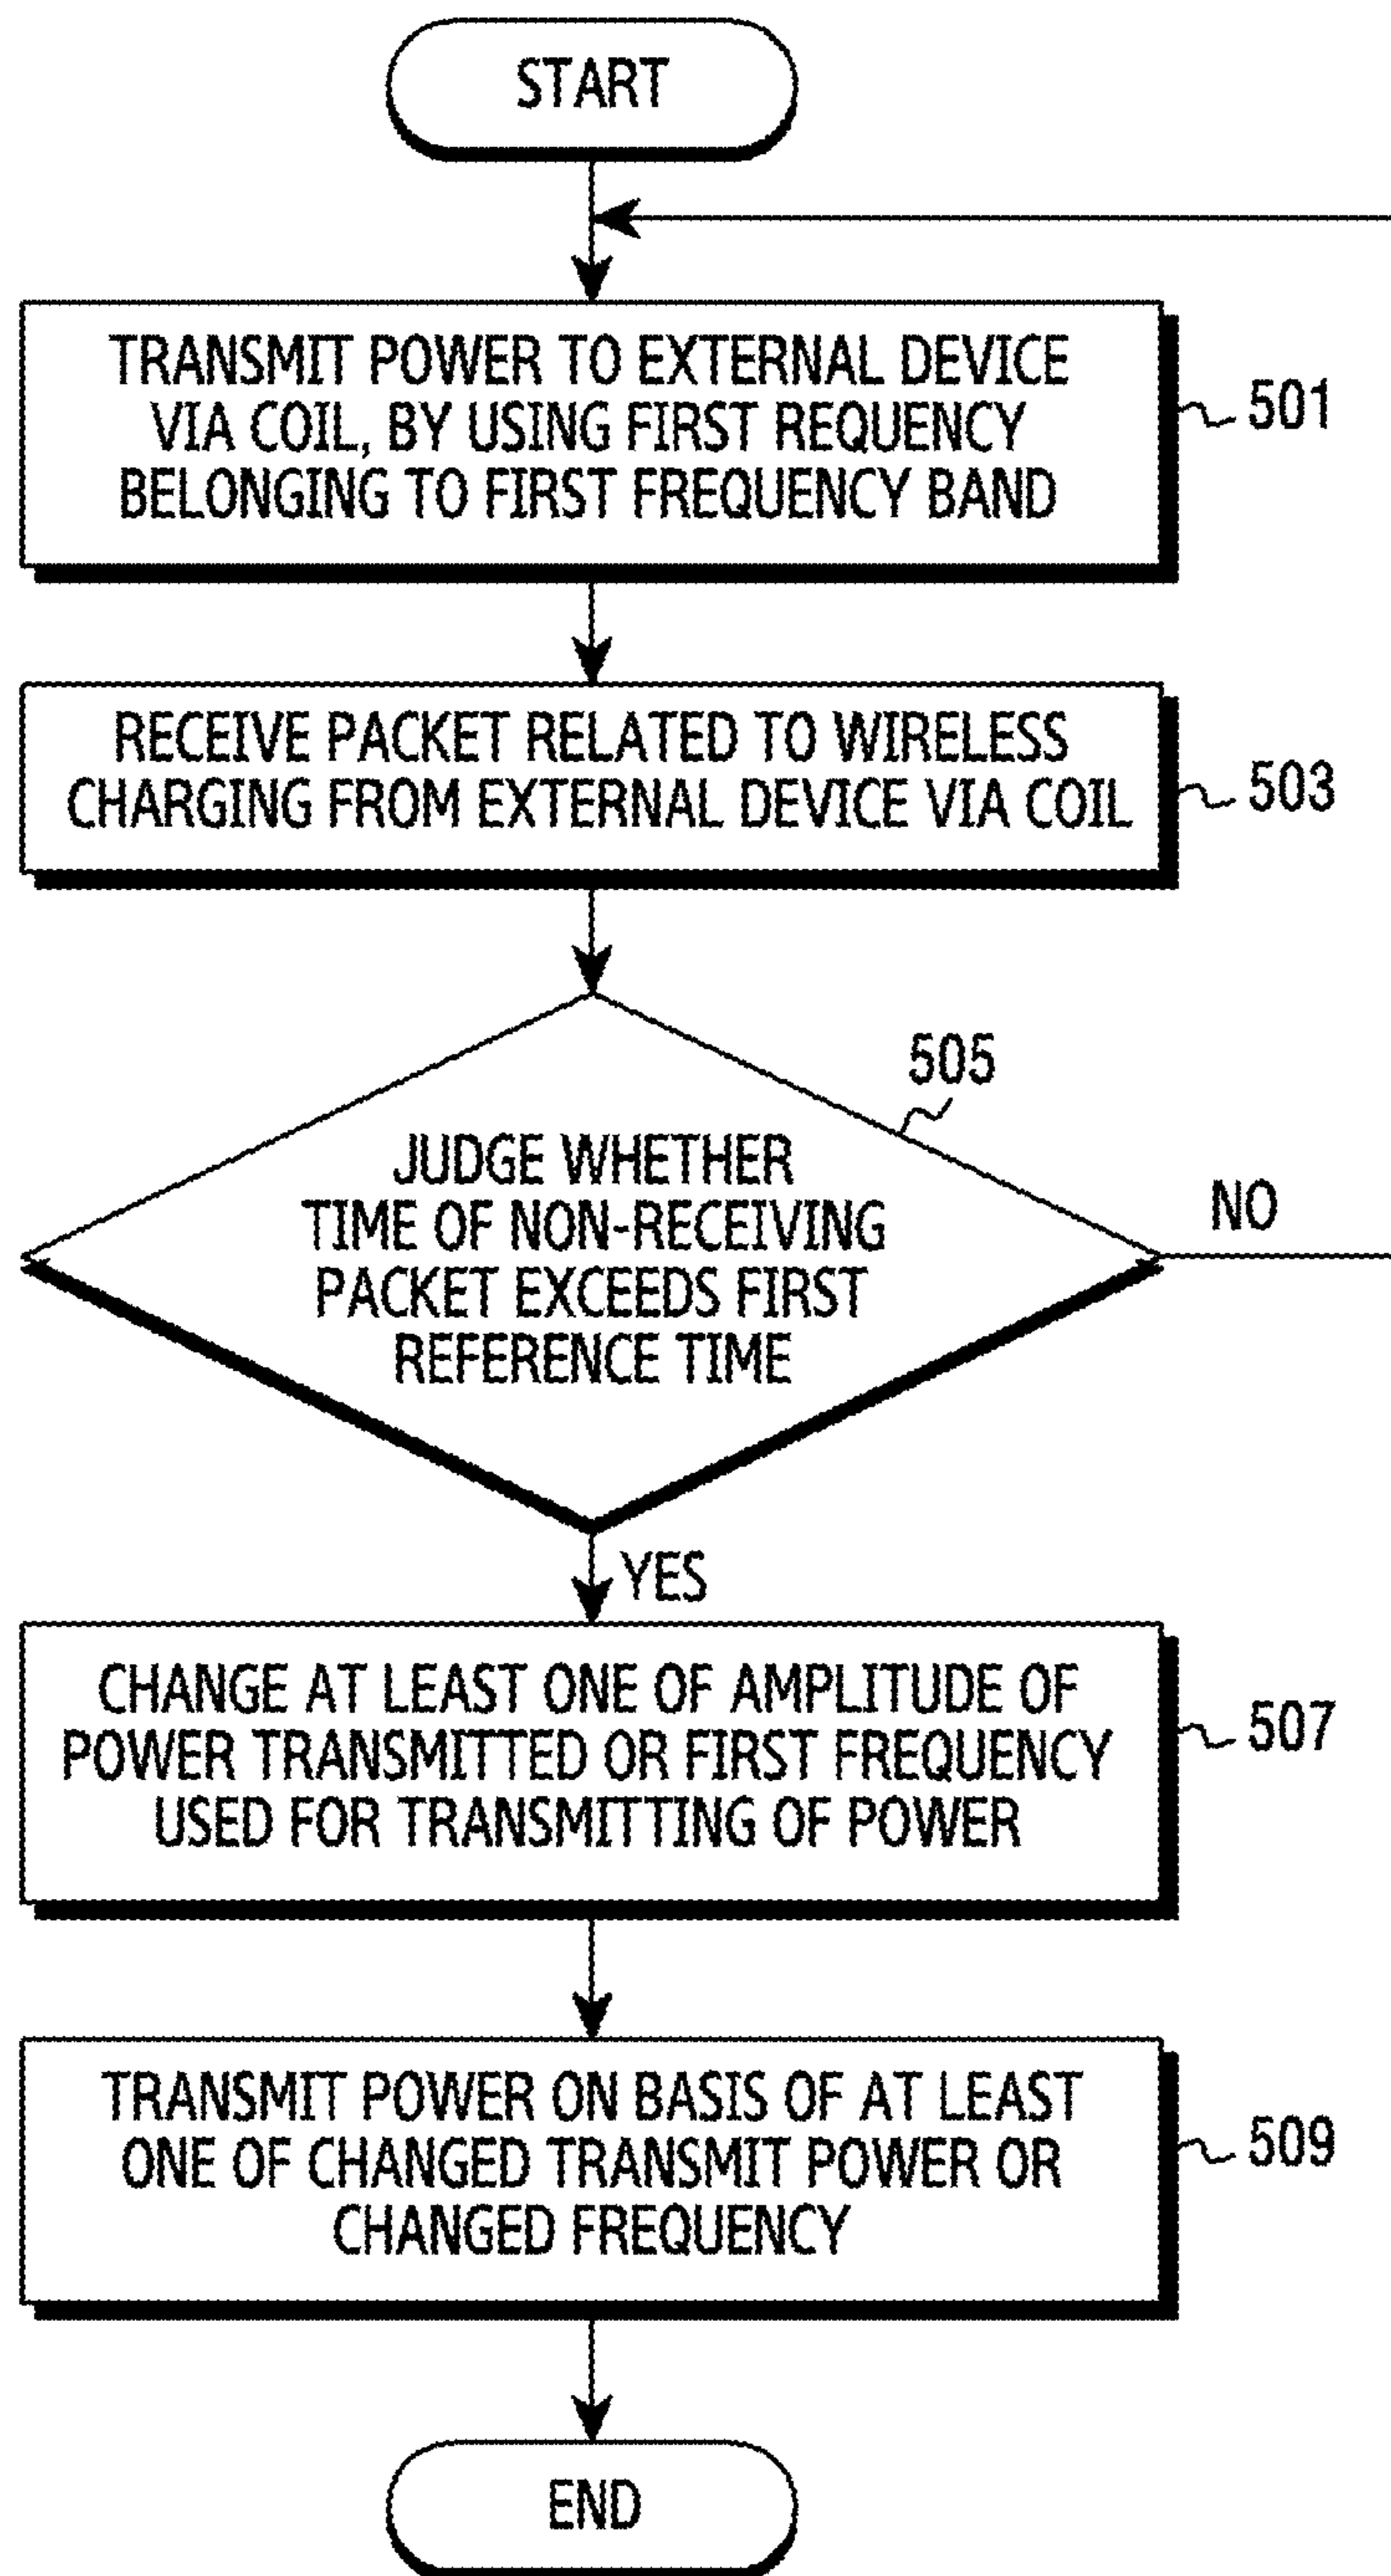 START
TRANSMIT POWER TO EXTERNAL DEVICE
VIA COIL, BY USING FIRST REQUENCY
BELONGING TO FIRST FREQUENCY BAND
501
RECEIVE PACKET RELATED TO WIRELESS
CHARGING FROM EXTERNAL DEVICE VIA COIL
503
505
JUDGE WHETHER
TIME OF NON-RECEIVING
PACKET EXCEEDS FIRST
REFERENCE TIME
NO
YES
CHANGE AT LEAST ONE OF AMPLITUDE OF
POWER TRANSMITTED OR FIRST FREQUENCY
USED FOR TRANSMITTING OF POWER
507
TRANSMIT POWER ON BASIS OF AT LEAST
ONE OF CHANGED TRANSMIT POWER OR
CHANGED FREQUENCY
509
END